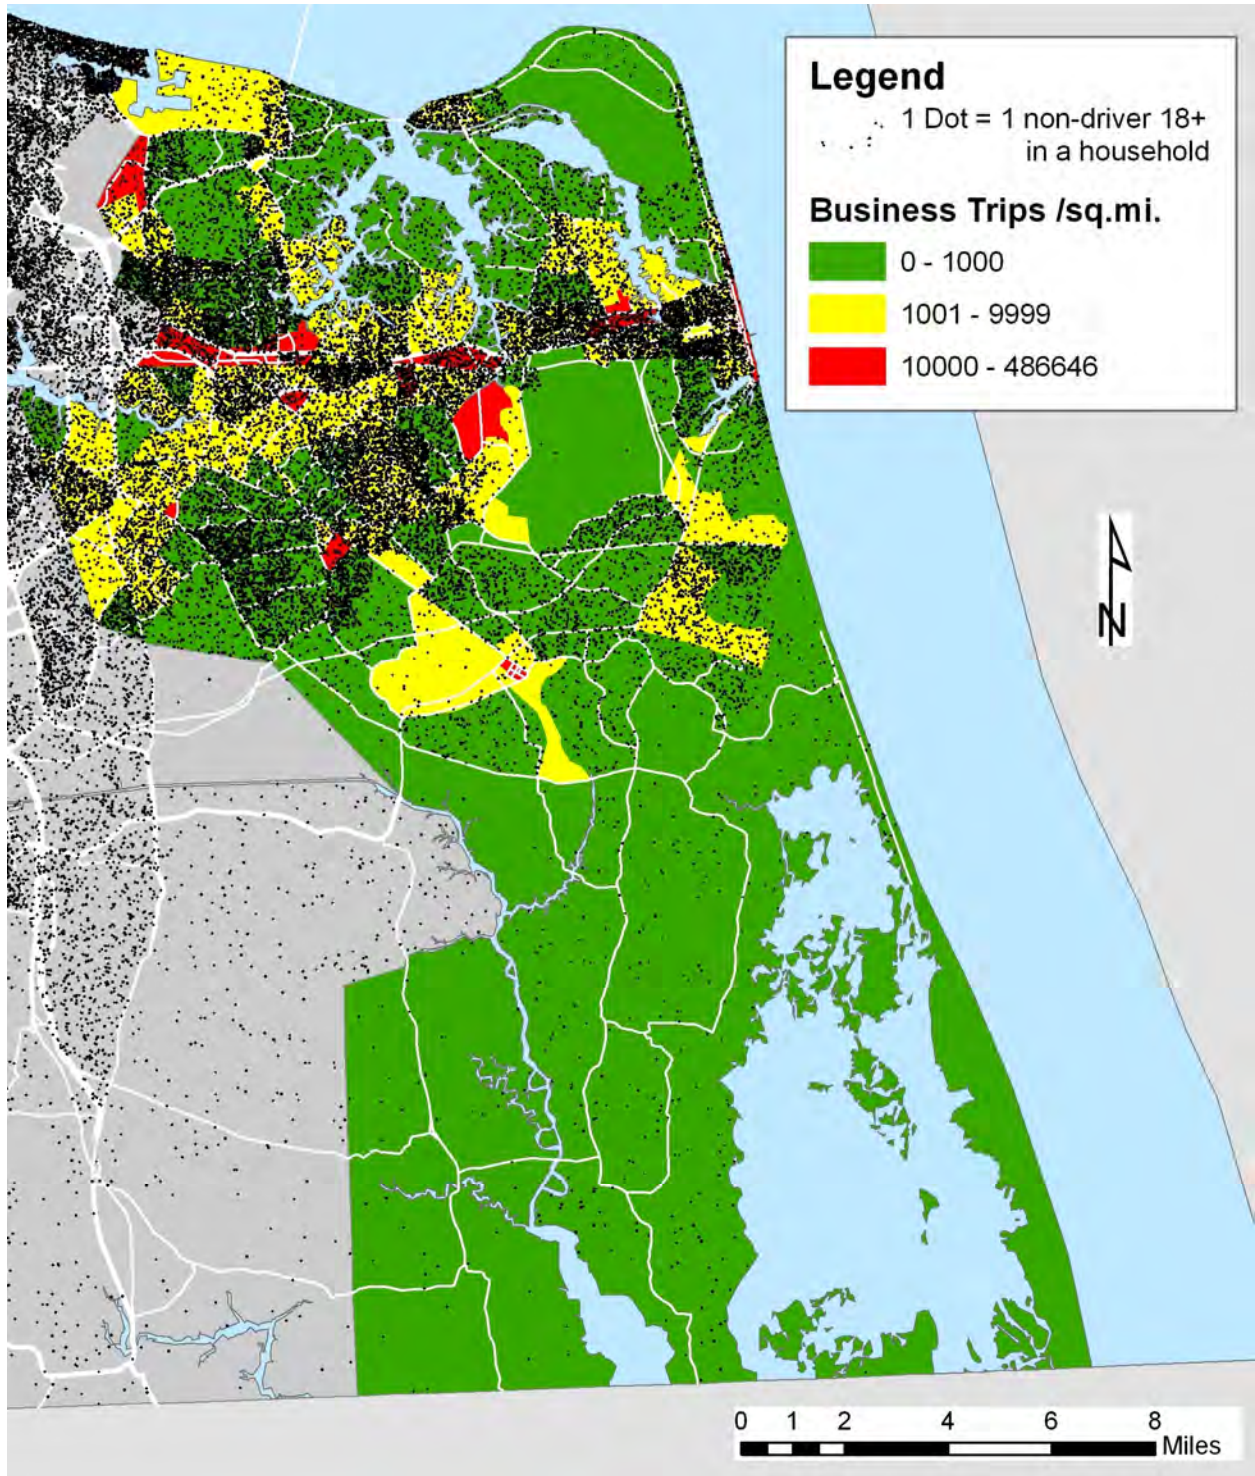 Legend
1 Dot = 1 non-driver 18+
in a household
Business Trips /sq.mi.
0 - 1000
1001 - 9999
10000 - 486646
N
0 1 2 4 6 8
Miles